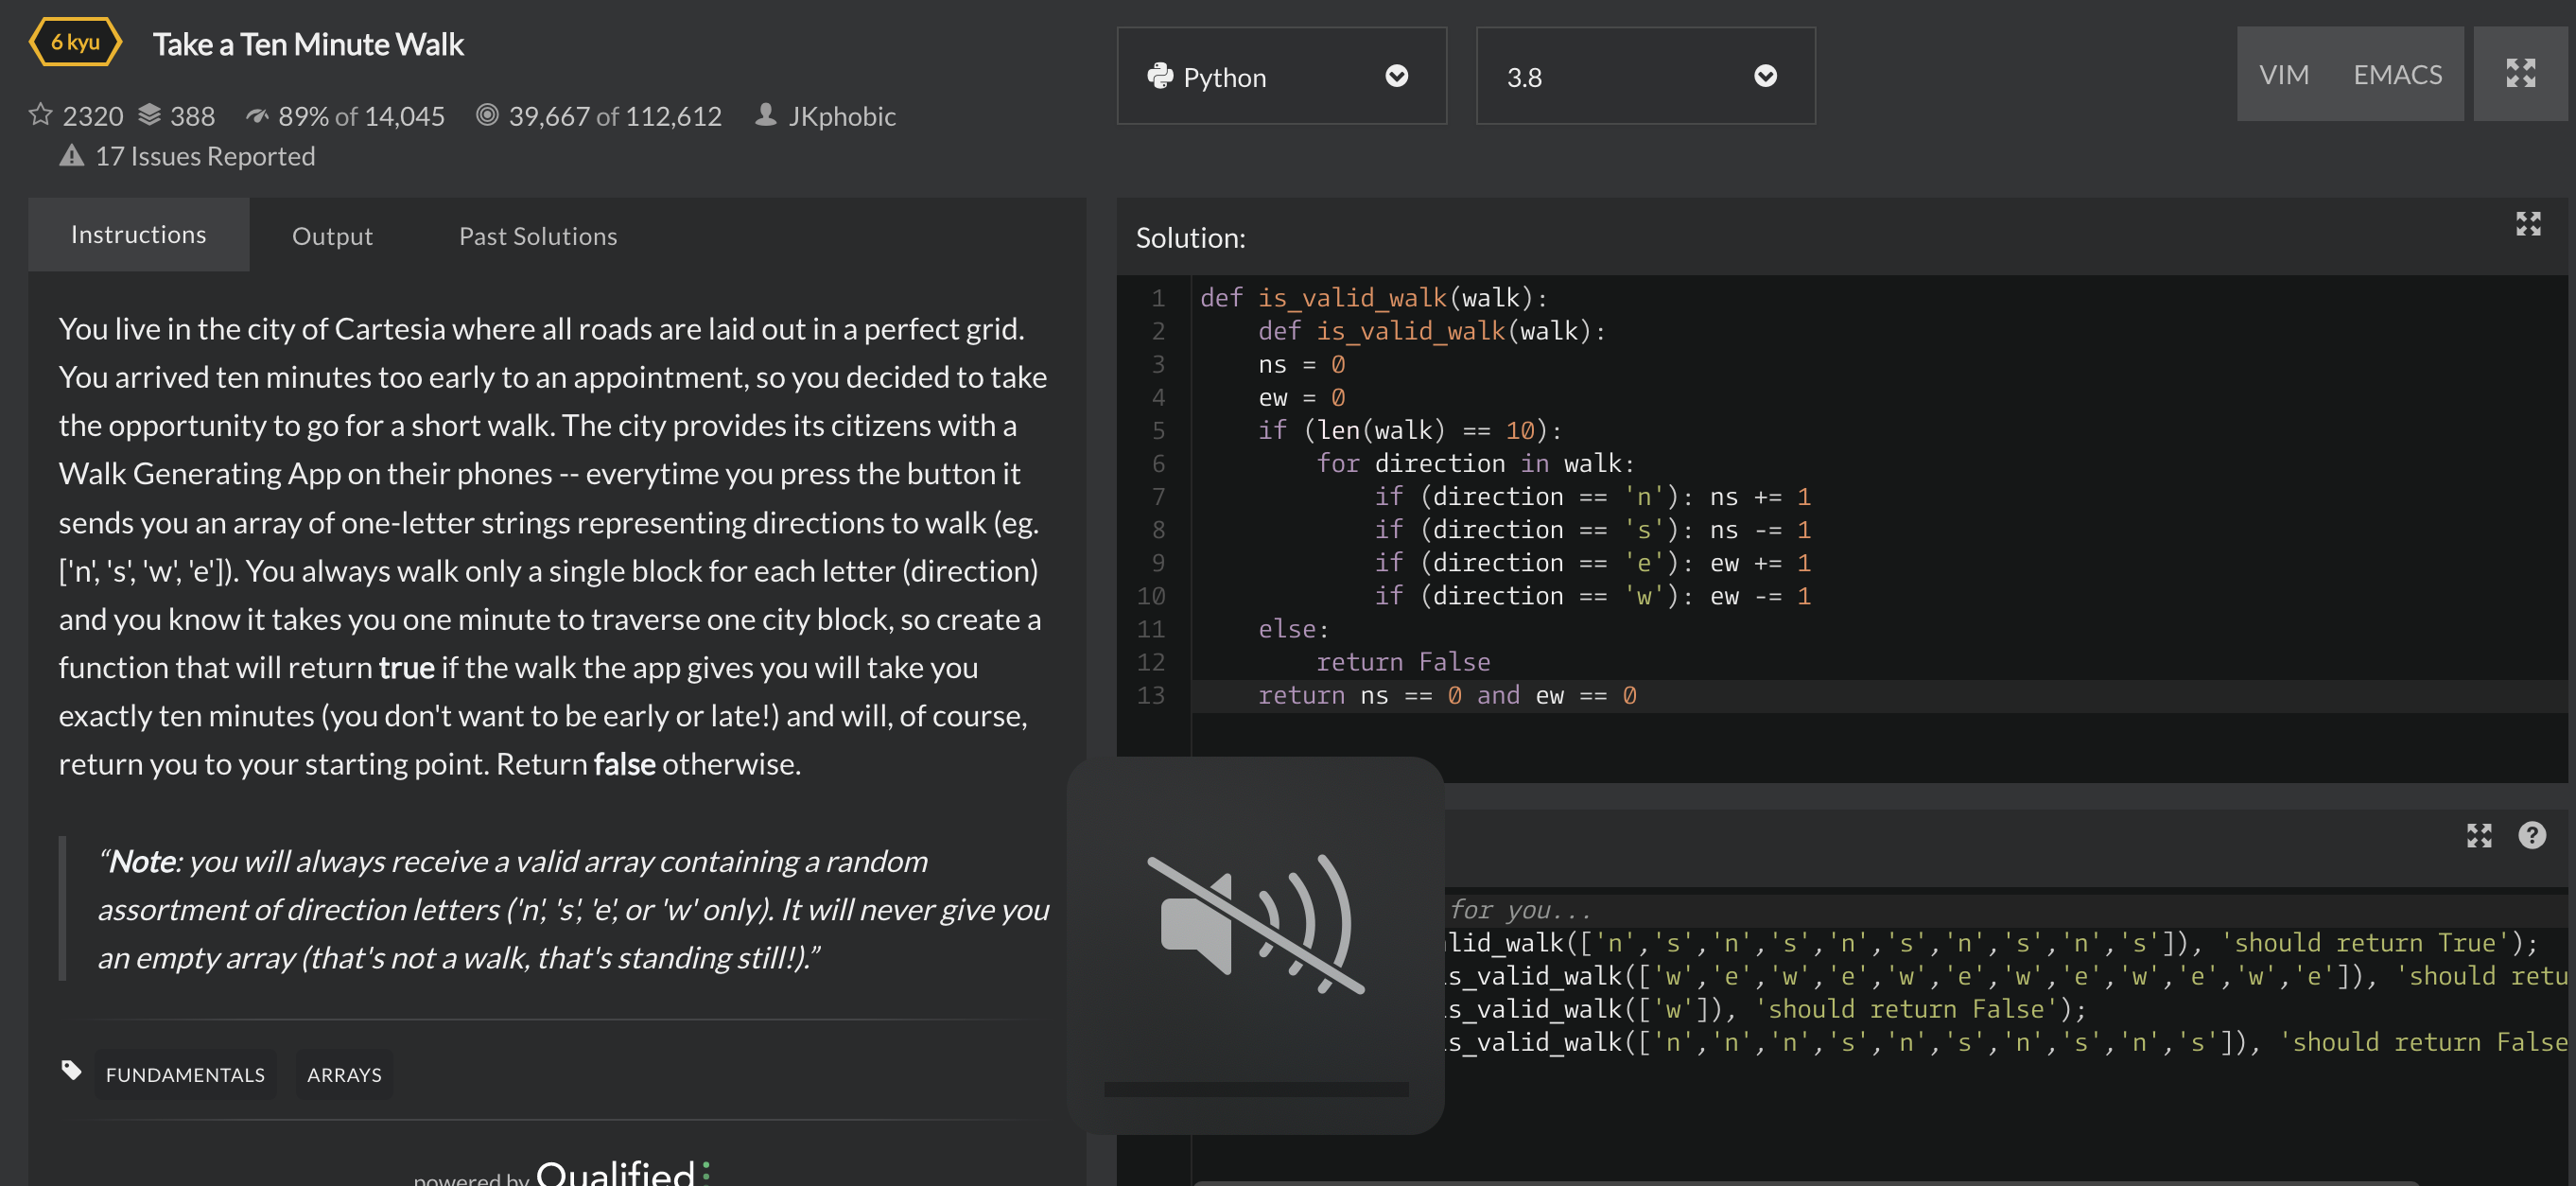 6 kyu
Take a Ten Minute Walk
2320 388 89% of 14,045 39,667 of 112,612 JKphobic
17 Issues Reported
Python
3.8
VIM EMACS
Instructions Output Past Solutions
You live in the city of Cartesia where all roads are laid out in a perfect grid.
You arrived ten minutes too early to an appointment, so you decided to take
the opportunity to go for a short walk. The city provides its citizens with a
Walk Generating App on their phones -- everytime you press the button it
sends you an array of one-letter strings representing directions to walk (eg.
['n', 's', 'w', 'e']). You always walk only a single block for each letter (direction)
and you know it takes you one minute to traverse one city block, so create a
function that will return true if the walk the app gives you will take you
exactly ten minutes (you don't want to be early or late!) and will, of course,
return you to your starting point. Return false otherwise.
“Note: you will always receive a valid array containing a random
assortment of direction letters ('n', 's', 'e', or 'w' only). It will never give you
an empty array (that's not a walk, that's standing still!).”
FUNDAMENTALS ARRAYS
powered by Qualified
Solution:
1 def is_valid_walk(walk):
2 def is_valid_walk(walk):
3 ns = 0
4 ew = 0
5 if (len(walk) == 10):
6 for direction in walk:
7 if (direction == 'n'): ns += 1
8 if (direction == 's'): ns -= 1
9 if (direction == 'e'): ew += 1
10 if (direction == 'w'): ew -= 1
11 else:
12 return False
13 return ns == 0 and ew == 0
for you...
lid_walk(['n','s','n','s','n','s','n','s','n','s']), 'should return True');
s_valid_walk(['w','e','w','e','w','e','w','e','w','e','w','e']), 'should retu
s_valid_walk(['w']), 'should return False');
s_valid_walk(['n','n','n','s','n','s','n','s','n','s']), 'should return False